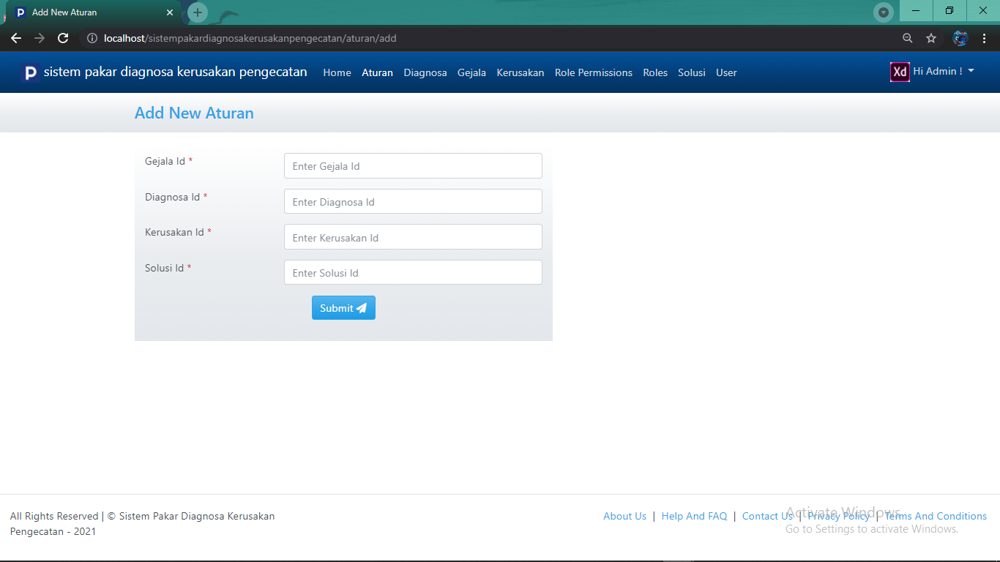 Add New Aturan
localhost/sistempakardiagnosakerusakanpengecatan/aturan/add
P sistem pakar diagnosa kerusakan pengecatan Home Aturan Diagnosa Gejala Kerusakan Role Permissions Roles Solusi User Xd Hi Admin !
Add New Aturan
Gejala Id * Enter Gejala Id
Diagnosa Id * Enter Diagnosa Id
Kerusakan Id * Enter Kerusakan Id
Solusi Id * Enter Solusi Id
Submit
All Rights Reserved | © Sistem Pakar Diagnosa Kerusakan
Pengecatan - 2021
About Us | Help And FAQ | Contact Us | Privacy Policy | Terms And Conditions
Activate Windows
Go to Settings to activate Windows.